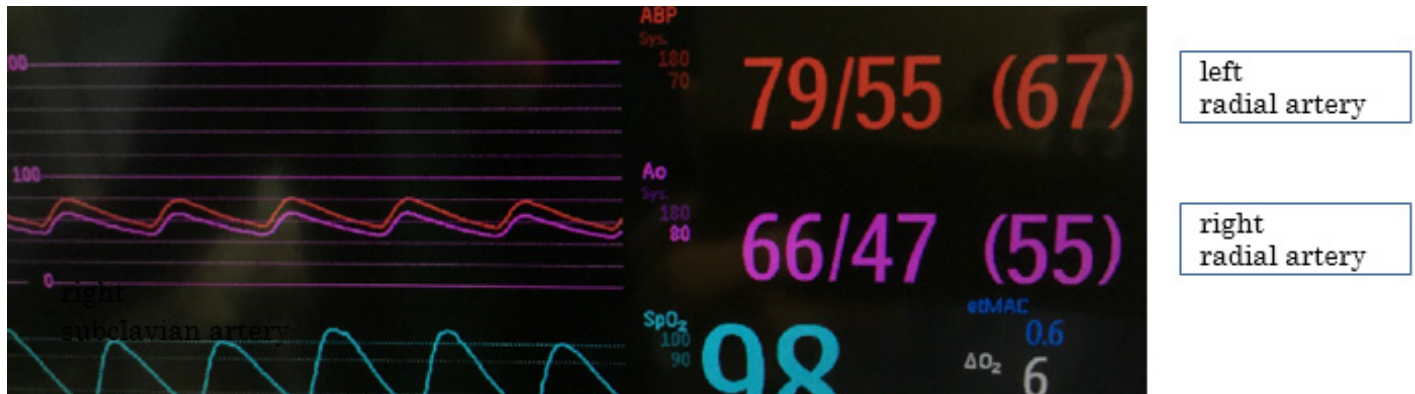 ABP
Sys.
180
70
79/55 (67)
left
radial artery
00
100
0
Ao
Sys.
180
80
66/47 (55)
right
radial artery
right
subclavian artery
SpO₂
100
90
98
etMAC
0.6
ΔO₂
6